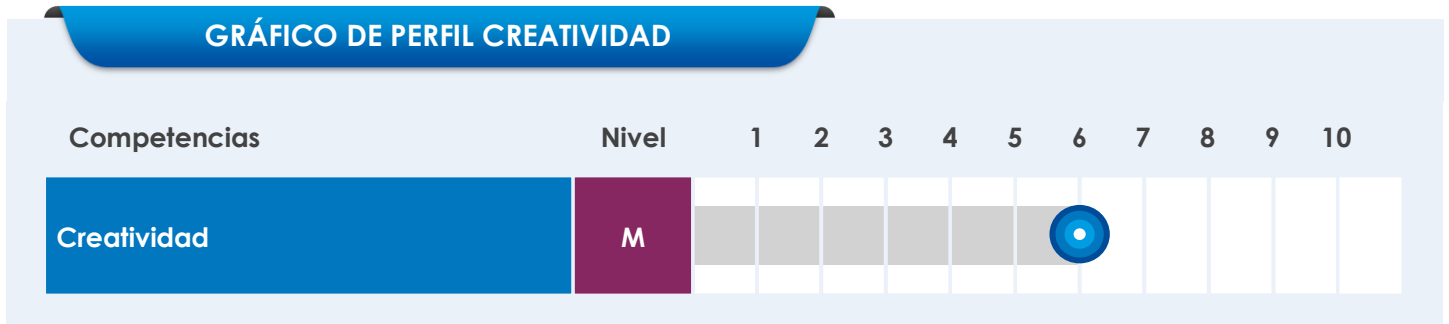 GRÁFICO DE PERFIL CREATIVIDAD
Competencias Nivel 1 2 3 4 5 6 7 8 9 10
Creatividad M